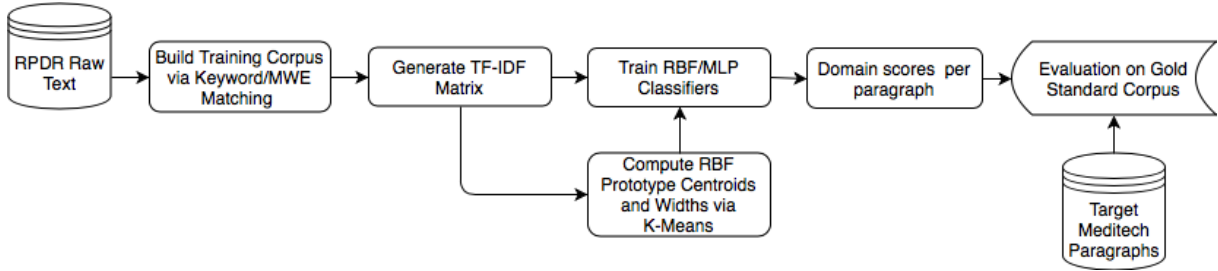 RPDR Raw
Text
Build Training Corpus
via Keyword/MWE
Matching
Generate TF-IDF
Matrix
Train RBF/MLP
Classifiers
Domain scores per
paragraph
Evaluation on Gold
Standard Corpus
Compute RBF
Prototype Centroids
and Widths via
K-Means
Target
Meditech
Paragraphs